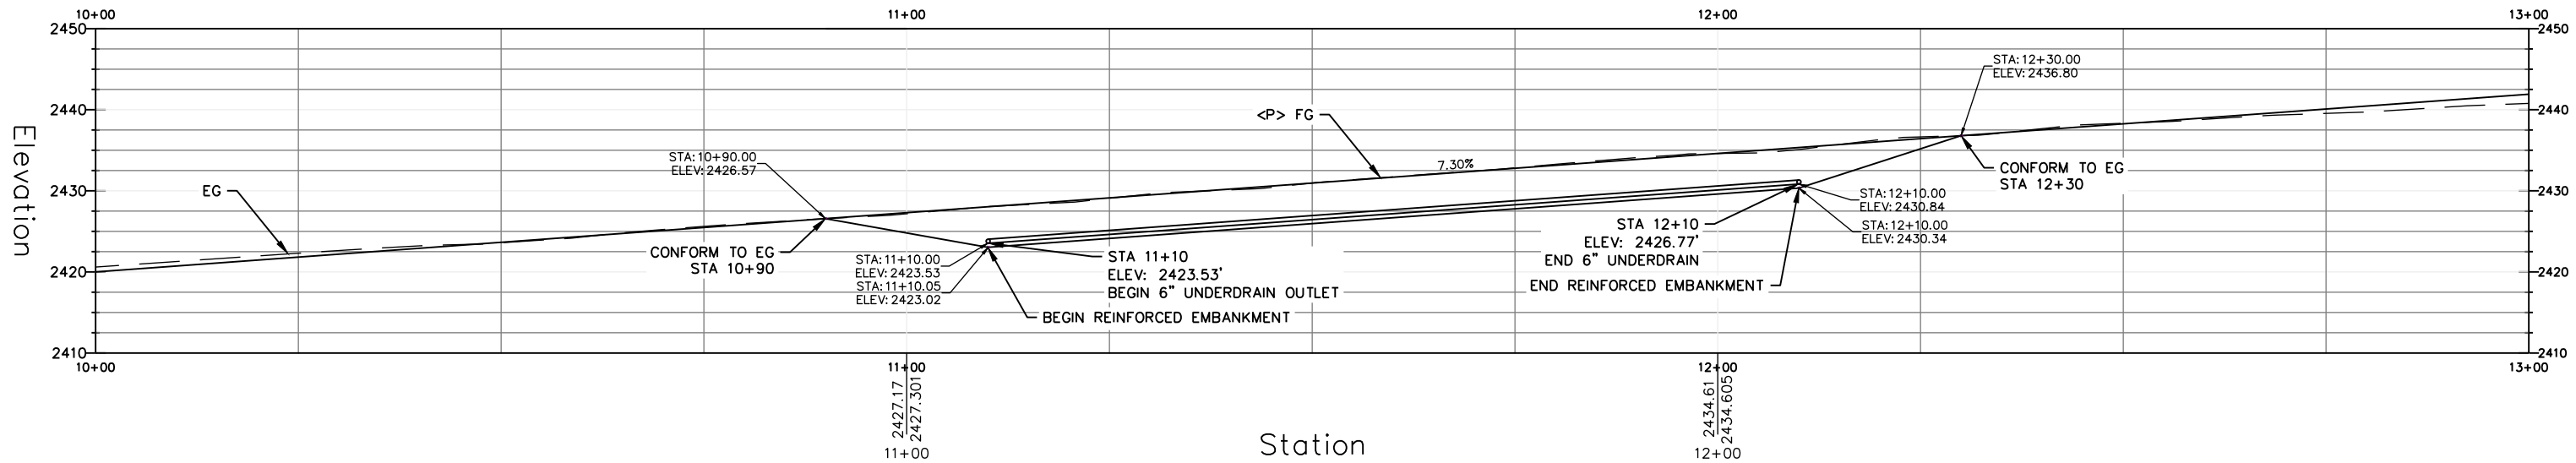 10+00
11+00
12+00
13+00
2450
2450
STA: 12+30.00
ELEV: 2436.80
2440
2440
<P> FG
Elevation
STA: 10+90.00
ELEV: 2426.57
7.30%
CONFORM TO EG
STA 12+30
EG
2430
2430
STA: 12+10.00
ELEV: 2430.84
STA 12+10
ELEV: 2426.77'
END 6" UNDERDRAIN
STA: 12+10.00
ELEV: 2430.34
CONFORM TO EG
STA 10+90
STA: 11+10.00
ELEV: 2423.53
STA: 11+10.05
ELEV: 2423.02
STA 11+10
ELEV: 2423.53'
BEGIN 6" UNDERDRAIN OUTLET
2420
2420
END REINFORCED EMBANKMENT
BEGIN REINFORCED EMBANKMENT
2410
2410
10+00
11+00
12+00
13+00
2427.17
2427.301
2434.61
2434.605
11+00
Station
12+00